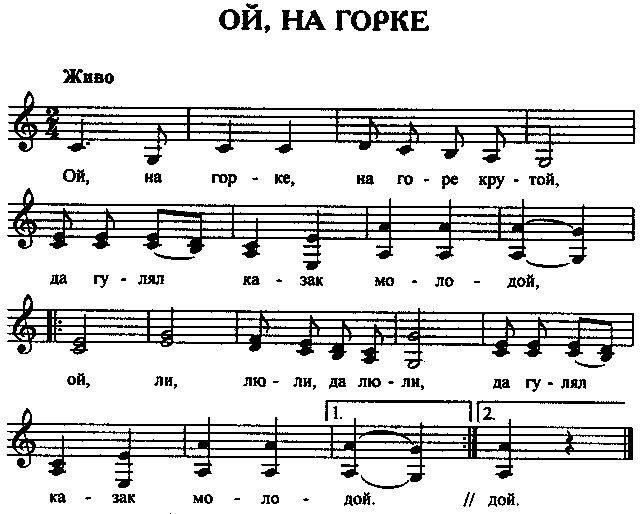 ОЙ, НА ГОРКЕ
Живо
2
4
Ой, на гор - ке, на го - ре кру - той,
да гу - лял ка - зак мо - ло - дой,
ой, ли, лю - ли, да лю - ли, да гу - лял
1. 2.
ка - зак мо - ло - дой. // дой.